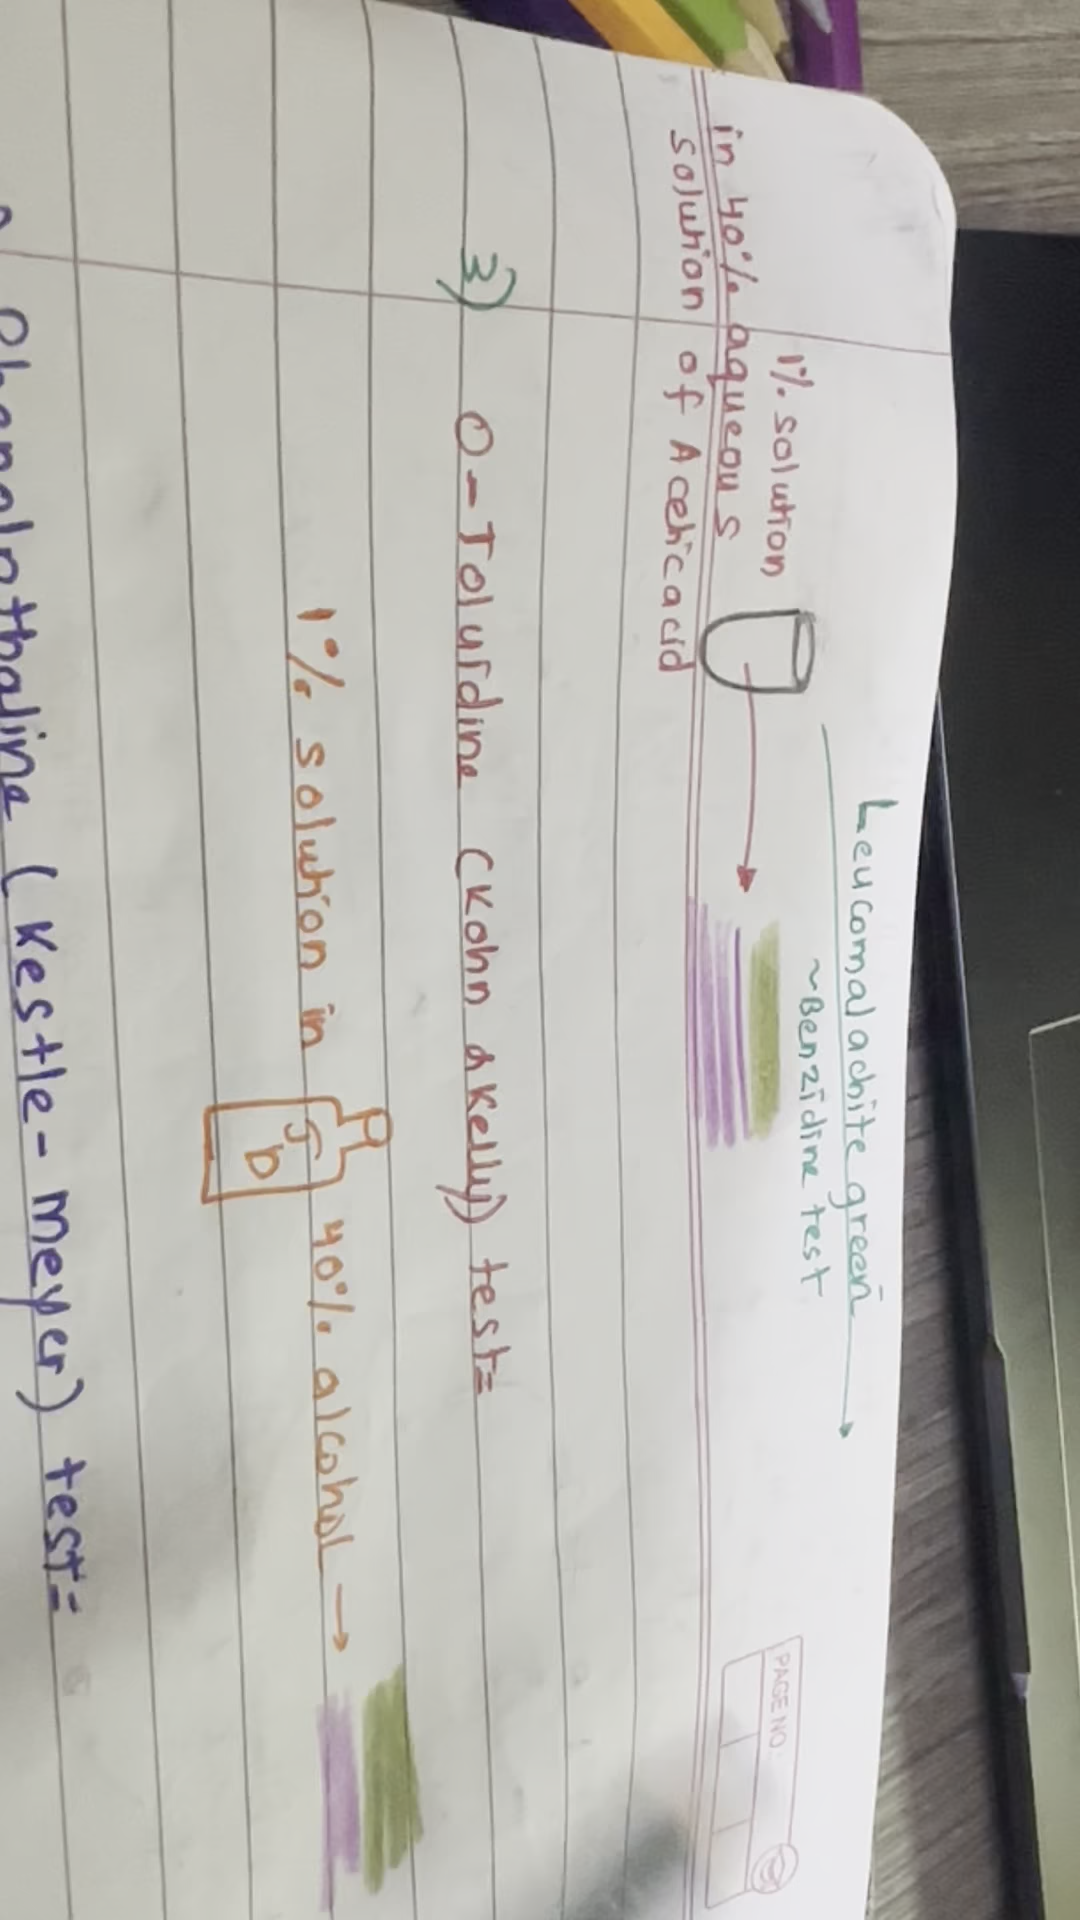 Leucomalachite green
~Benzidine test
1% solution
in 40% aqueous
solution of Acetic acid
PAGE NO.
3) O-Toluidine (Kohn & Kelly) test=
1% solution in 40% alcohol →
Phenolpthaline (Kestle-meyer) test=